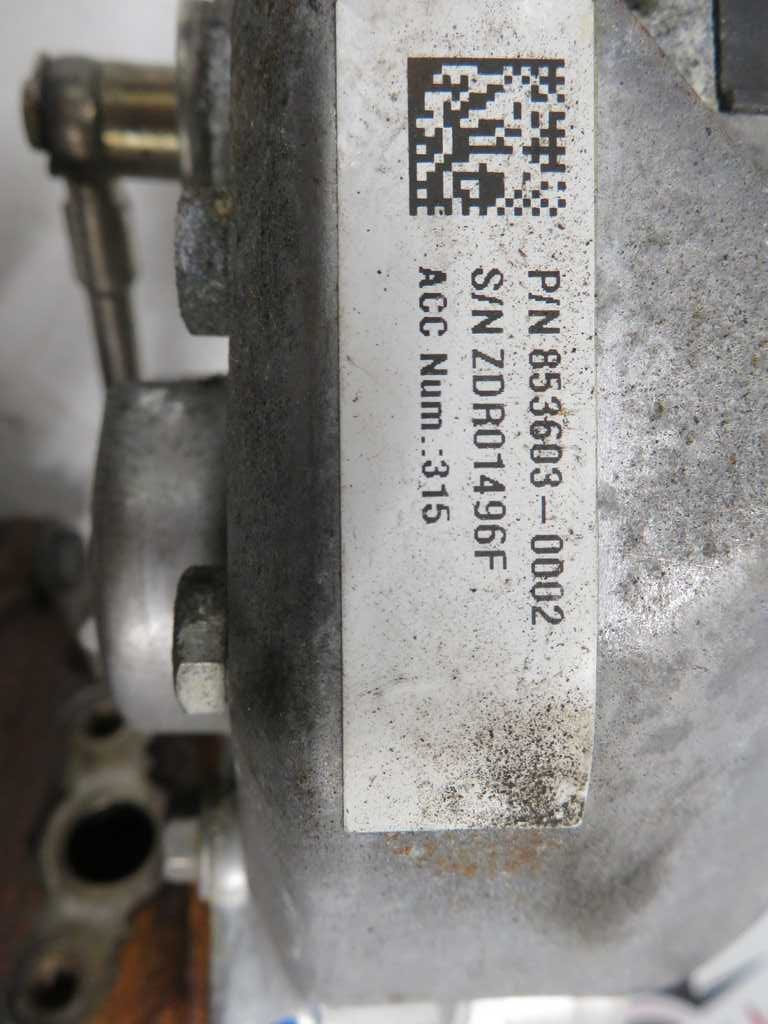 P/N 853603-0002
S/N ZDR01496F
ACC Num.:315